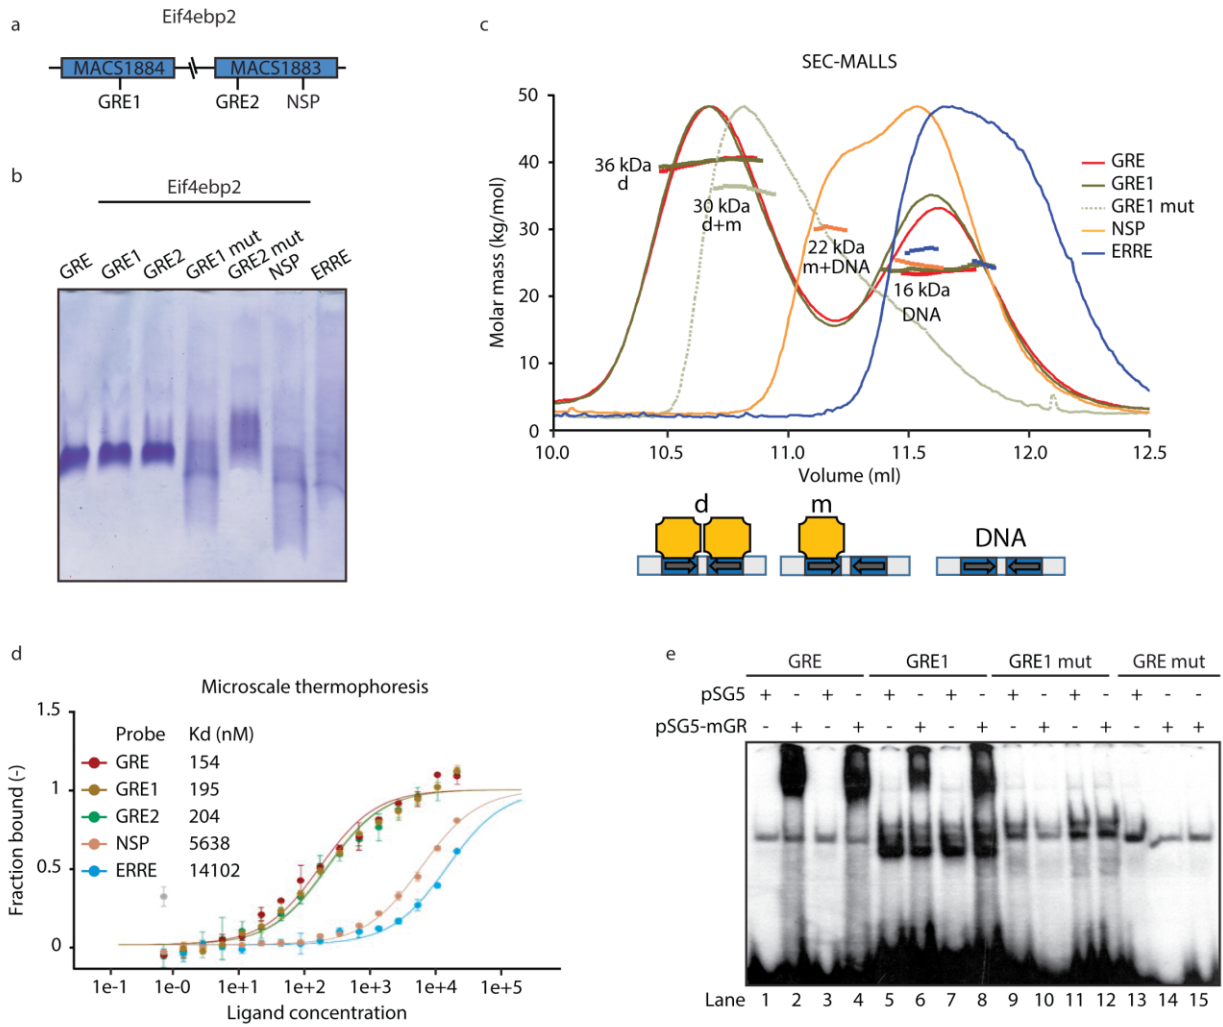 a
Eif4ebp2
MACS1884
MACS1883
GRE1
GRE2
NSP
b
Eif4ebp2
GRE
GRE1
GRE2
GRE1 mut
GRE2 mut
NSP
ERRE
c
SEC-MALLS
Molar mass (kg/mol)
50
40
30
20
10
0
10.0
10.5
11.0
11.5
12.0
12.5
Volume (ml)
36 kDa
d
30 kDa
d+m
22 kDa
m+DNA
16 kDa
DNA
GRE
GRE1
GRE1 mut
NSP
ERRE
d
m
DNA
d
Microscale thermophoresis
Fraction bound (-)
1.5
1
0.5
0
Probe Kd (nM)
GRE 154
GRE1 195
GRE2 204
NSP 5638
ERRE 14102
1e-1
1e-0
1e+1
1e+2
1e+3
1e+4
1e+5
Ligand concentration
e
GRE
GRE1
GRE1 mut
GRE mut
pSG5 + - + - + - + - + - + - + - -
pSG5-mGR - + - + - + - + - + - + - + +
Lane 1 2 3 4 5 6 7 8 9 10 11 12 13 14 15